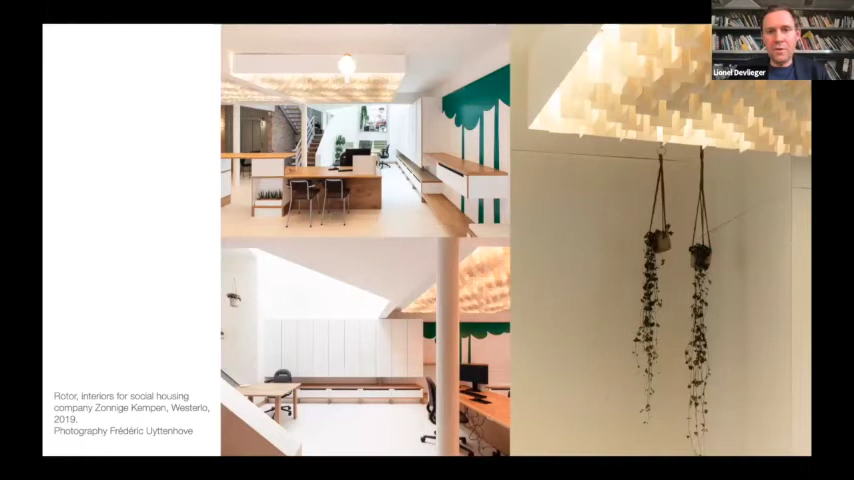 Lionel Devlieger
Rotor, interiors for social housing
company Zonnige Kempen, Westerlo,
2019.
Photography Frédéric Uyttenhove